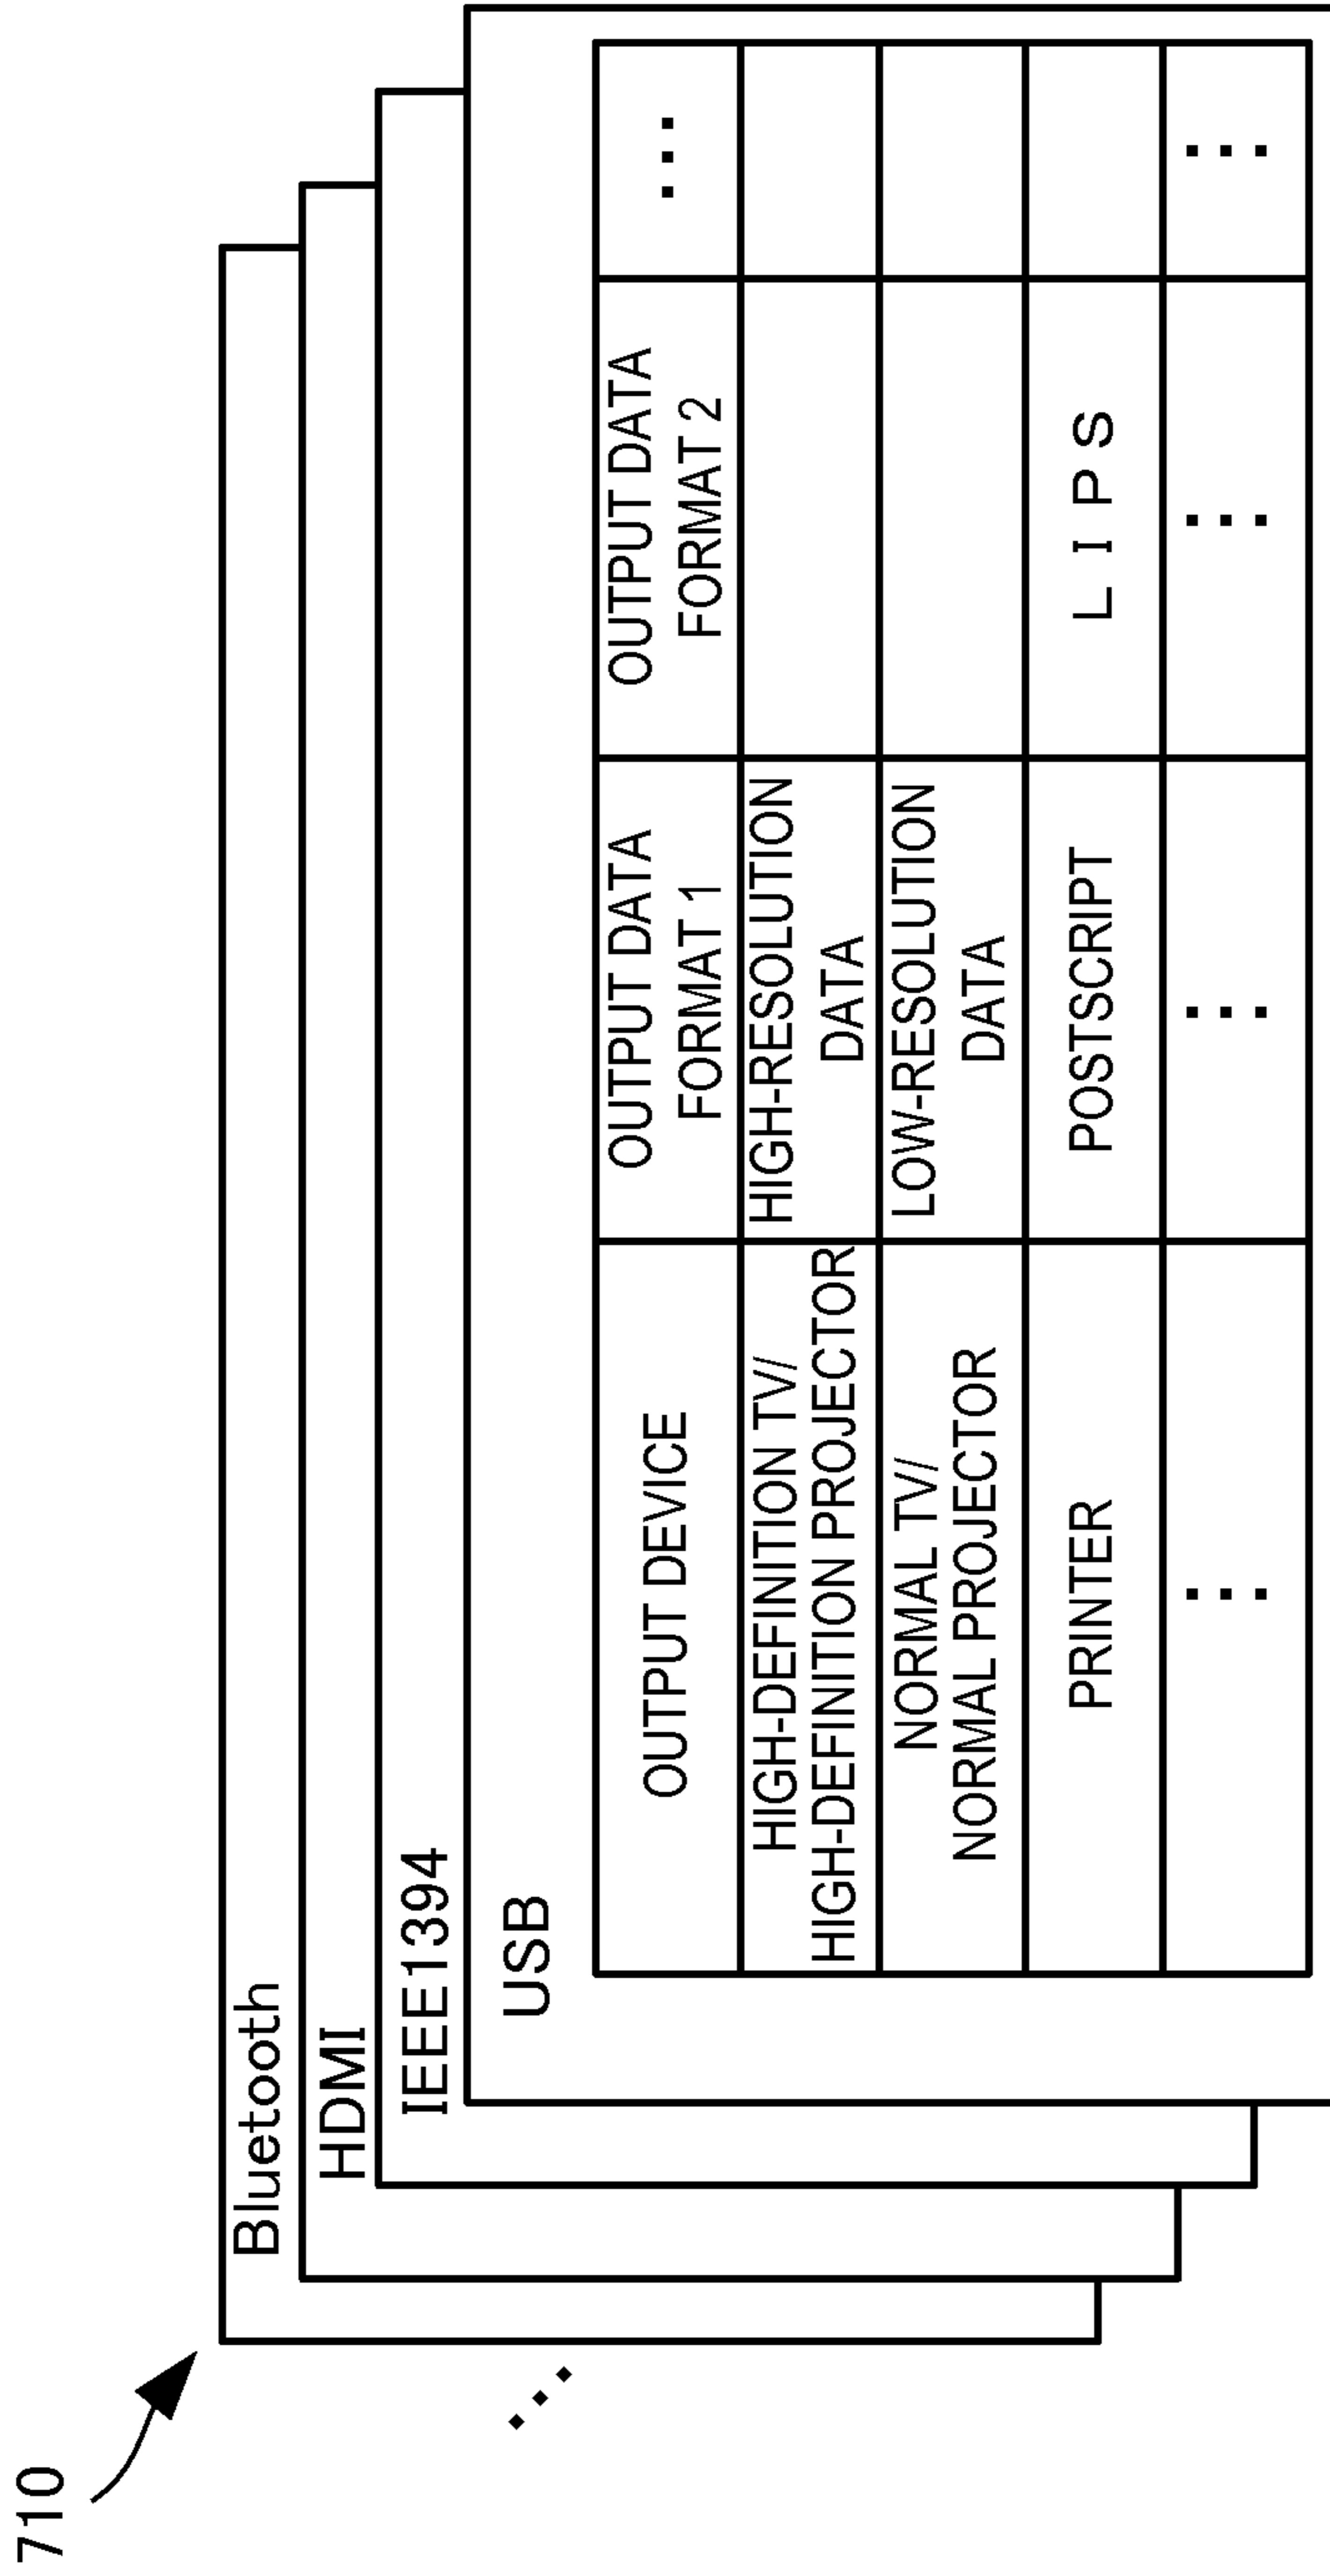 710
Bluetooth
HDMI
IEEE1394
USB
OUTPUT DEVICE
OUTPUT DATA
FORMAT 1
OUTPUT DATA
FORMAT 2
...
HIGH-DEFINITION TV/
HIGH-DEFINITION PROJECTOR
HIGH-RESOLUTION
DATA
NORMAL TV/
NORMAL PROJECTOR
LOW-RESOLUTION
DATA
PRINTER
POSTSCRIPT
L I P S
...
...
...
...
...